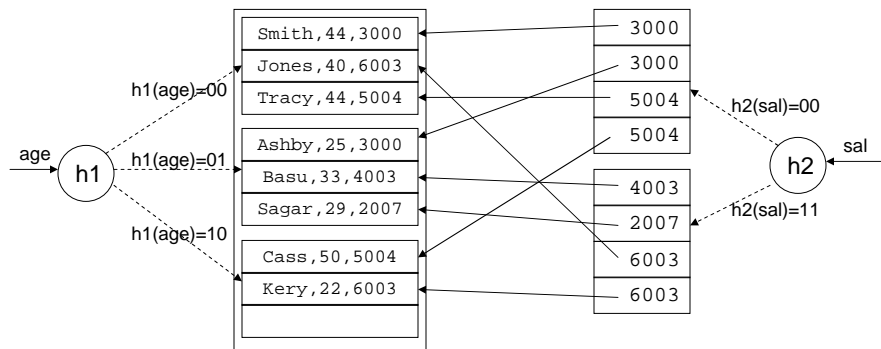 Smith,44,3000
Jones,40,6003
Tracy,44,5004
Ashby,25,3000
Basu,33,4003
Sagar,29,2007
Cass,50,5004
Kery,22,6003
age
h1
h1(age)=00
h1(age)=01
h1(age)=10
3000
3000
5004
5004
4003
2007
6003
6003
h2(sal)=00
h2(sal)=11
h2
sal